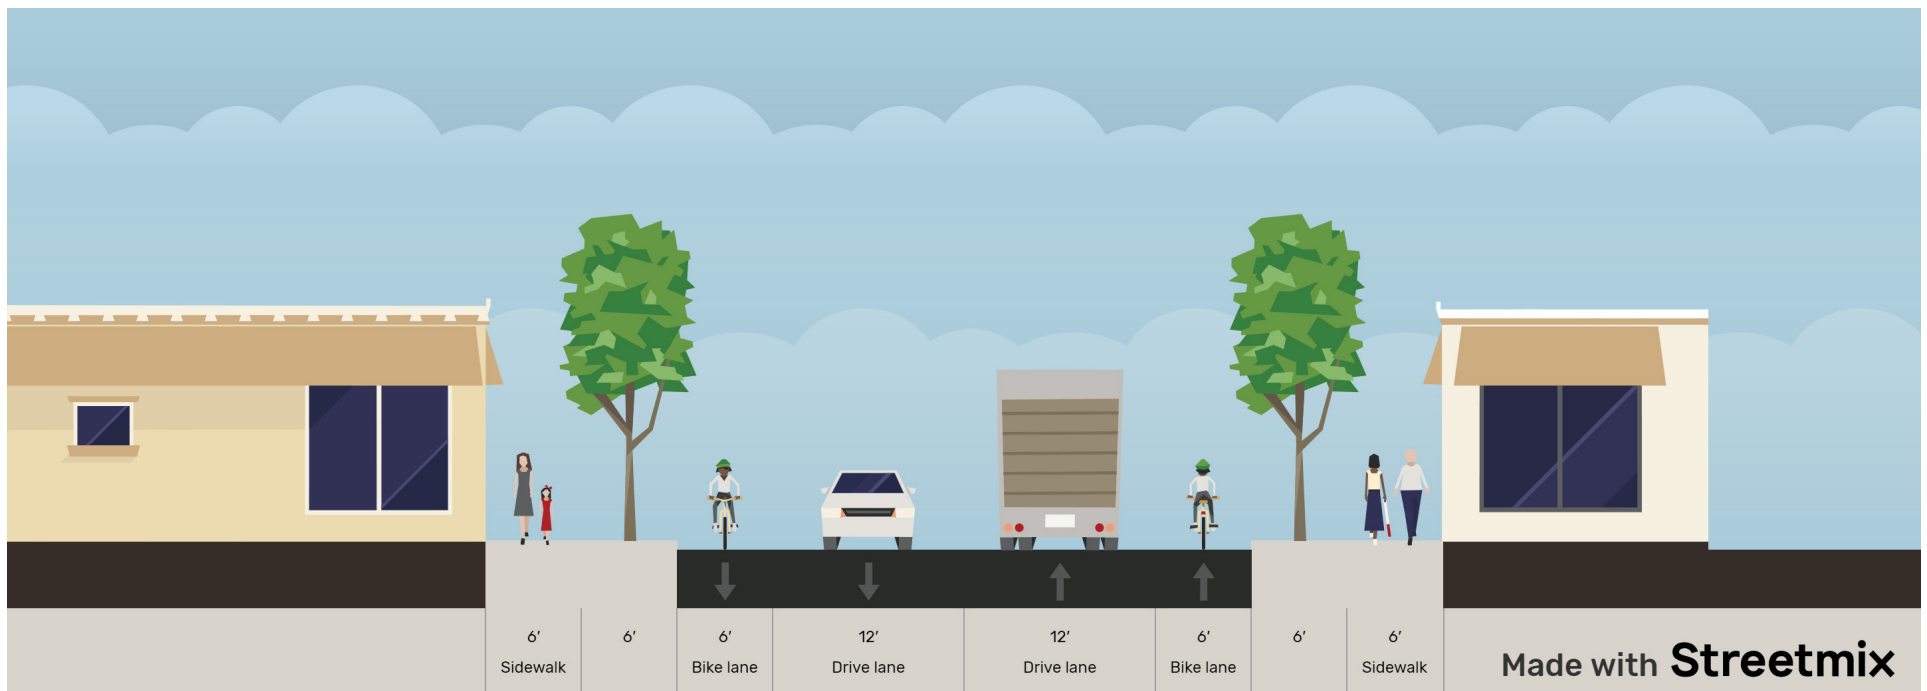 6′ 6′ 6′ 12′ 12′ 6′ 6′ 6′
Sidewalk Bike lane Drive lane Drive lane Bike lane Sidewalk
Made with Streetmix